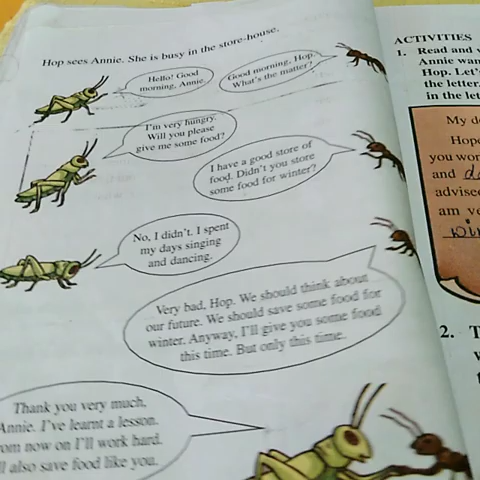 Hop sees Annie. She is busy in the store-house.
Hello! Good
morning, Annie.
Good morning, Hop.
What's the matter?
I'm very hungry.
Will you please
give me some food?
I have a good store of
food. Didn't you store
some food for winter?
No, I didn't. I spent
my days singing
and dancing.
Very bad, Hop. We should think about
our future. We should save some food for
winter. Anyway, I'll give you some food
this time. But only this time.
Thank you very much,
Annie. I've learnt a lesson.
From now on I'll work hard.
I'll also save food like you.
ACTIVITIES
1. Read and
Annie wan
Hop. Let's
the letter.
in the let
My de
Hope
you wor
and
advised
am ve
2.